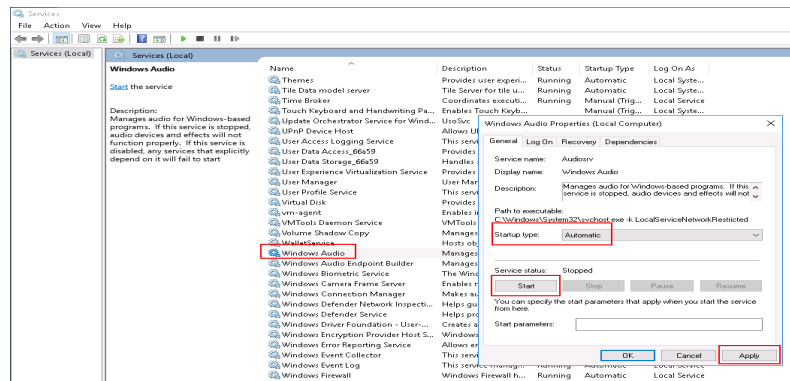 Services
File Action View Help
Services (Local)
Services (Local)
Windows Audio
Start the service
Description:
Manages audio for Windows-based
programs. If this service is stopped,
audio devices and effects will not
function properly. If this service is
disabled, any services that explicitly
depend on it will fail to start
Name Description Status Startup Type Log On As
Themes Provides user experi... Running Automatic Local Syste...
Tile Data model server Tile Server for tile u... Running Automatic Local Syste...
Time Broker Coordinates executi... Running Manual (Trig... Local Service
Touch Keyboard and Handwriting Pa... Enables Touch Keyb... Manual (Trig... Local Syste...
Update Orchestrator Service for Wind... UsoSvc
UPnP Device Host Allows U
User Access Logging Service This servi
User Data Access_66a59 Provides
User Data Storage_66a59 Handles
User Experience Virtualization Service Provides
User Manager User Mar
User Profile Service This servi
Virtual Disk Provides
vm-agent Enables i
VMTools Daemon Service VMTools
Volume Shadow Copy Manages
WalletService Hosts ob
Windows Audio Manages
Windows Audio Endpoint Builder Manages
Windows Biometric Service The Winc
Windows Camera Frame Server Enables r
Windows Connection Manager Makes au
Windows Defender Network Inspecti... Helps gu
Windows Defender Service Helps pro
Windows Driver Foundation - User-... Creates a
Windows Encryption Provider Host S... Windows
Windows Error Reporting Service Allows er
Windows Event Collector This servi
Windows Event Log This service manag... Running Automatic Local Service
Windows Firewall Windows Firewall h... Running Automatic Local Service
Windows Audio Properties (Local Computer)
General Log On Recovery Dependencies
Service name: Audiosrv
Display name: Windows Audio
Description: Manages audio for Windows-based programs. If this
service is stopped, audio devices and effects will not
Path to executable:
C:\Windows\System32\svchost.exe -k LocalServiceNetworkRestricted
Startup type: Automatic
Service status: Stopped
Start Stop Pause Resume
You can specify the start parameters that apply when you start the service
from here.
Start parameters:
OK Cancel Apply